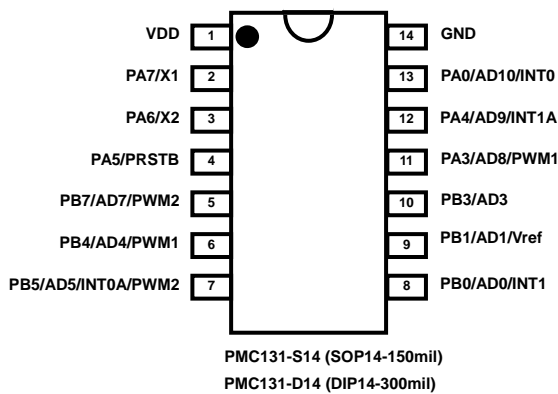 VDD 1 14 GND
PA7/X1 2 13 PA0/AD10/INT0
PA6/X2 3 12 PA4/AD9/INT1A
PA5/PRSTB 4 11 PA3/AD8/PWM1
PB7/AD7/PWM2 5 10 PB3/AD3
PB4/AD4/PWM1 6 9 PB1/AD1/Vref
PB5/AD5/INT0A/PWM2 7 8 PB0/AD0/INT1
PMC131-S14 (SOP14-150mil)
PMC131-D14 (DIP14-300mil)